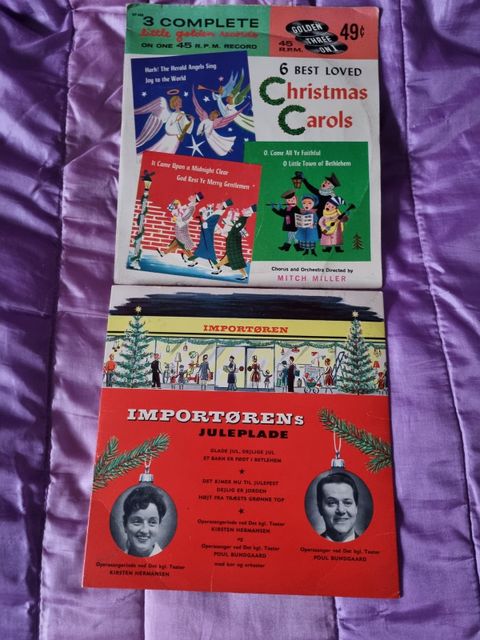 3 COMPLETE
little golden records
ON ONE 45 R.P.M. RECORD
45 R.P.M.
GOLDEN
THREE
ON 1
49¢
Hark! The Herald Angels Sing
Joy to the World
6 BEST LOVED
Christmas
Carols
It Came Upon a Midnight Clear
God Rest Ye Merry Gentlemen
O, Come All Ye Faithful
O Little Town of Bethlehem
Chorus and Orchestra Directed by
MITCH MILLER
IMPORTØREN
IMPORTØRENs
JULEPLADE
GLADE JUL, DEJLIGE JUL
ET BARN ER FØDT I BETLEHEM
DET KIMER NU TIL JULEFEST
DEJLIG ER JORDEN
HØJT FRA TRÆETS GRØNNE TOP
Operasangerinde ved Det kgl. Teater
KIRSTEN HERMANSEN
og
Operasanger ved Det kgl. Teater
POUL BUNDGAARD
med kor og orkester
Operasangerinde ved Det kgl. Teater
KIRSTEN HERMANSEN
Operasanger ved Det kgl. Teater
POUL BUNDGAARD